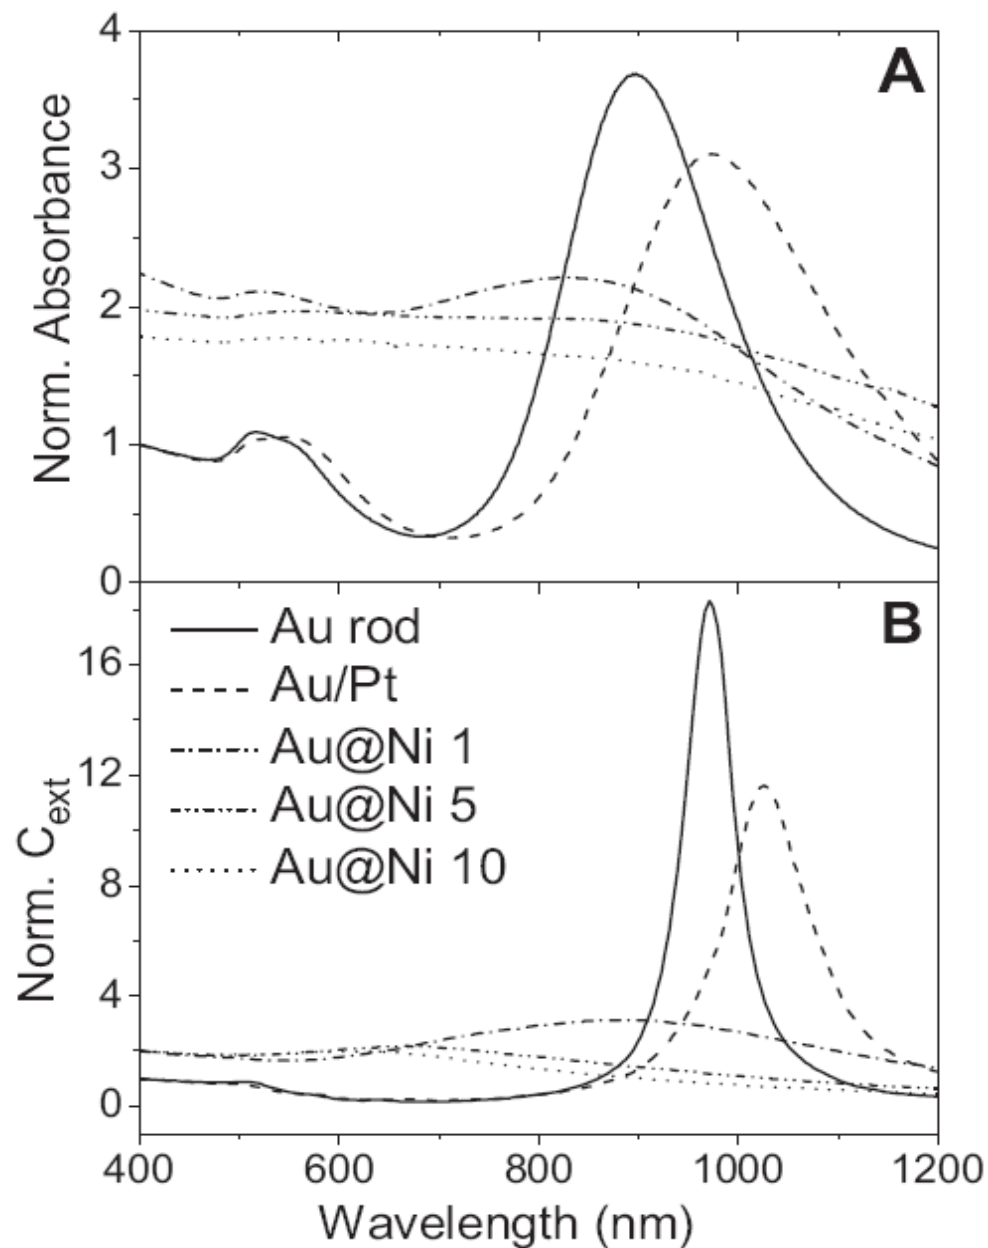 A
Norm. Absorbance
4
3
2
1
0
B
Au rod
Au/Pt
Au@Ni 1
Au@Ni 5
Au@Ni 10
Norm. C_ext
16
12
8
4
0
400 600 800 1000 1200
Wavelength (nm)